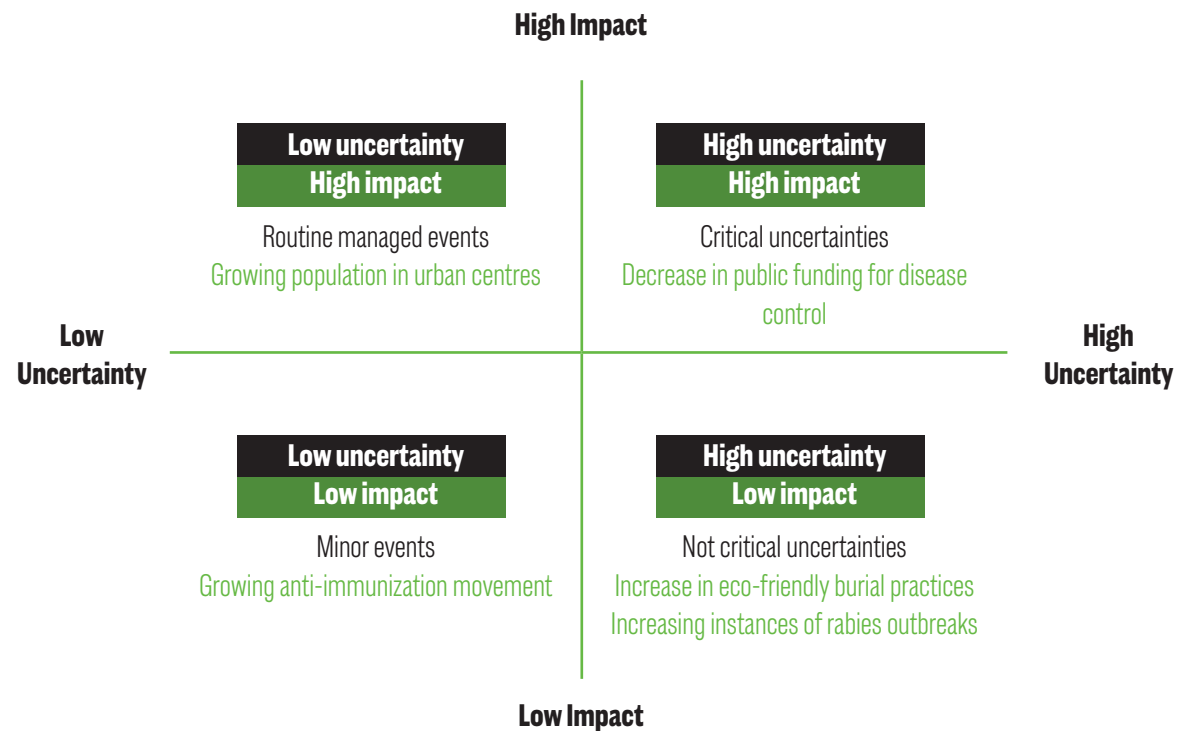 High Impact
Low uncertainty
High impact
Routine managed events
Growing population in urban centres
High uncertainty
High impact
Critical uncertainties
Decrease in public funding for disease
control
Low
Uncertainty
High
Uncertainty
Low uncertainty
Low impact
Minor events
Growing anti-immunization movement
High uncertainty
Low impact
Not critical uncertainties
Increase in eco-friendly burial practices
Increasing instances of rabies outbreaks
Low Impact